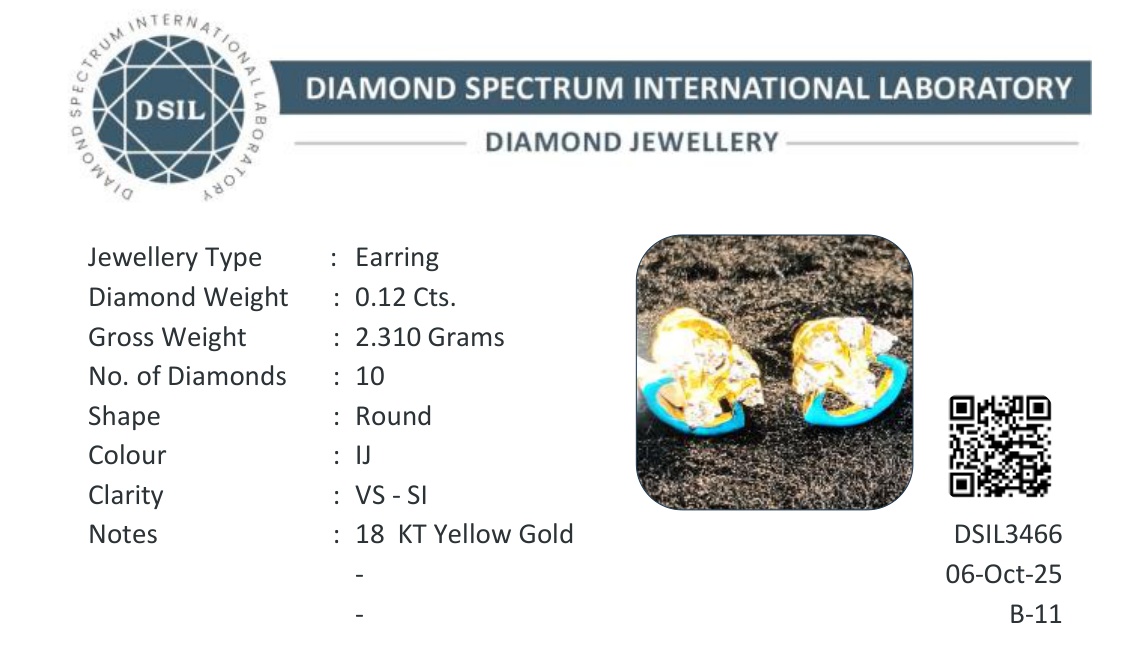 DIAMOND SPECTRUM INTERNATIONAL LABORATORY
DSIL
DIAMOND SPECTRUM INTERNATIONAL LABORATORY
DIAMOND JEWELLERY
Jewellery Type : Earring
Diamond Weight : 0.12 Cts.
Gross Weight : 2.310 Grams
No. of Diamonds : 10
Shape : Round
Colour : IJ
Clarity : VS - SI
Notes : 18 KT Yellow Gold
-
-
DSIL3466
06-Oct-25
B-11